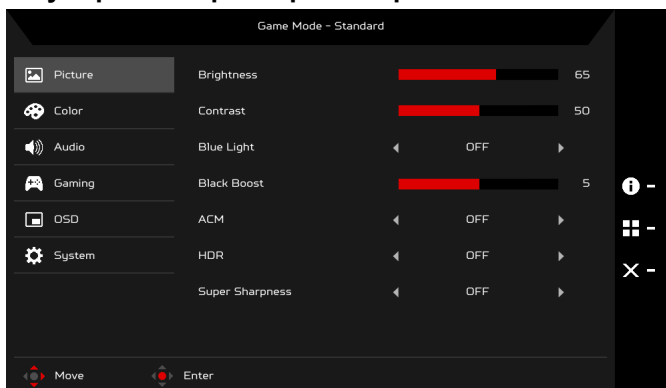 Game Mode - Standard
Picture
Brightness 65
Color
Contrast 50
Audio
Blue Light OFF
Gaming
Black Boost 5
OSD
ACM OFF
System
HDR OFF
Super Sharpness OFF
Move Enter